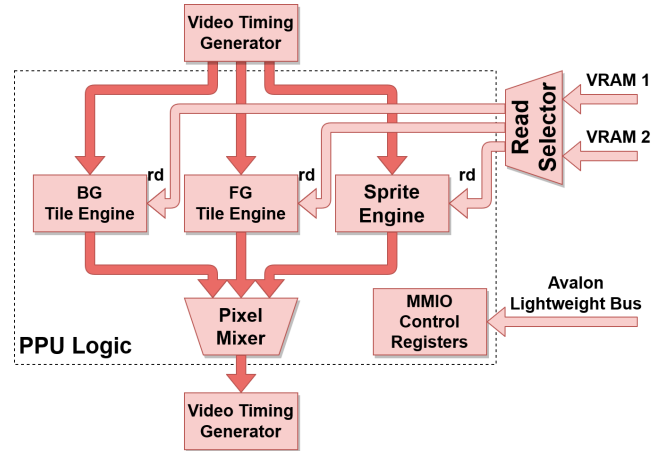 Video Timing
Generator
VRAM 1
VRAM 2
Read
Selector
rd
rd
rd
BG
Tile Engine
FG
Tile Engine
Sprite
Engine
Avalon
Lightweight Bus
MMIO
Control
Registers
Pixel
Mixer
PPU Logic
Video Timing
Generator